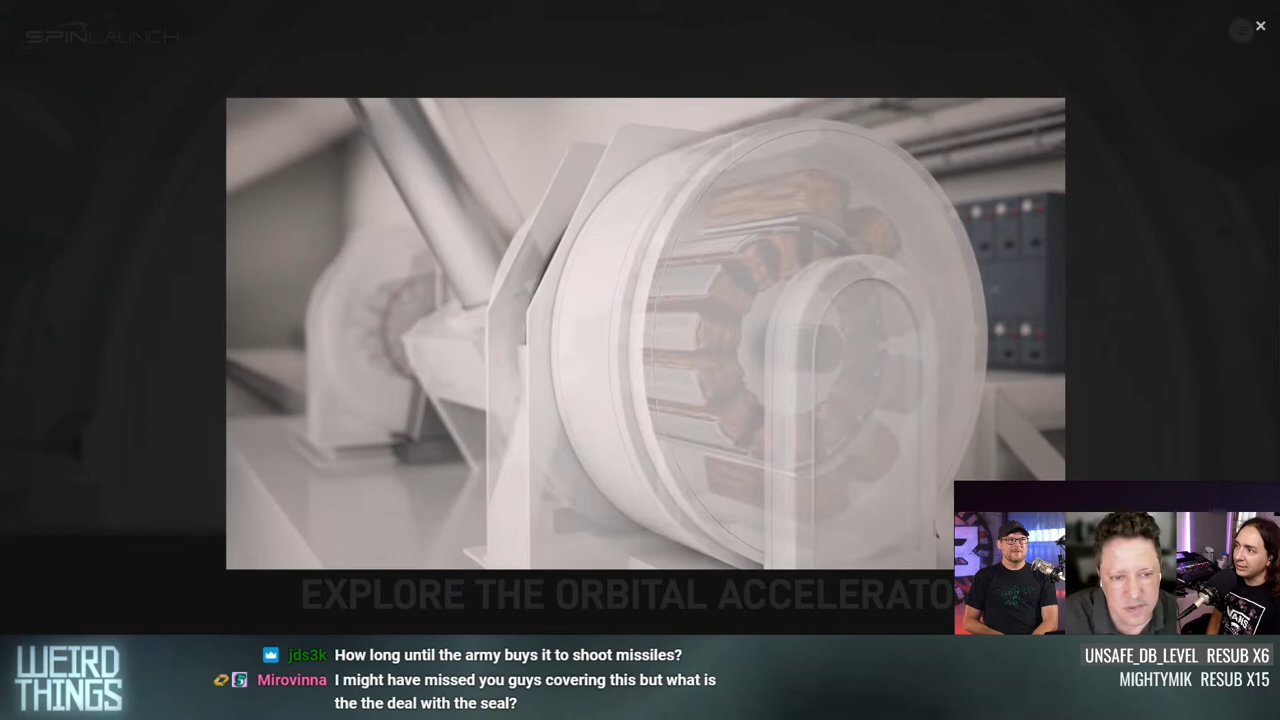 SPINLAUNCH
EXPLORE THE ORBITAL ACCELERATO
VANS
WEIRD
THINGS
jds3k How long until the army buys it to shoot missiles?
Mirovinna I might have missed you guys covering this but what is
the the deal with the seal?
UNSAFE_DB_LEVEL RESUB X6
MIGHTYMIK RESUB X15